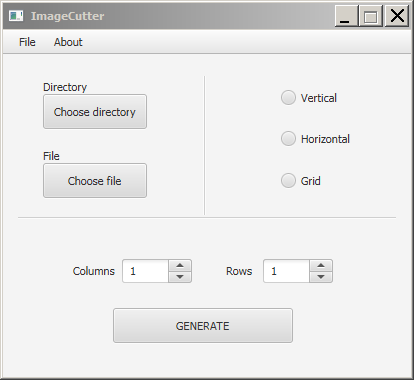 ImageCutter
File About
Directory
Choose directory
File
Choose file
Vertical
Horizontal
Grid
Columns 1 Rows 1
GENERATE